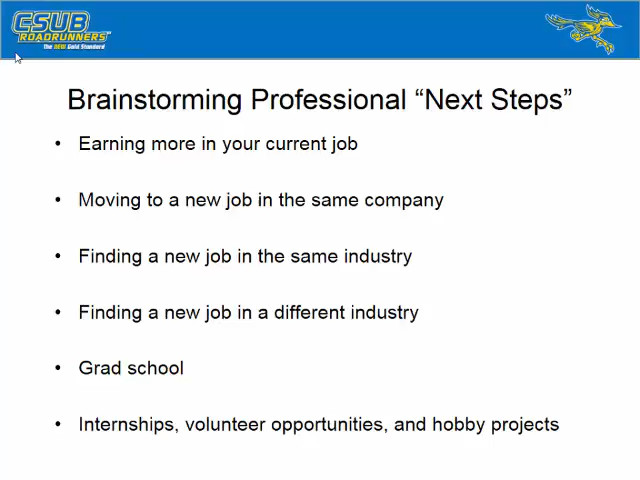 CSUB
ROADRUNNERS
The NEW Gold Standard
Brainstorming Professional “Next Steps”
• Earning more in your current job
• Moving to a new job in the same company
• Finding a new job in the same industry
• Finding a new job in a different industry
• Grad school
• Internships, volunteer opportunities, and hobby projects